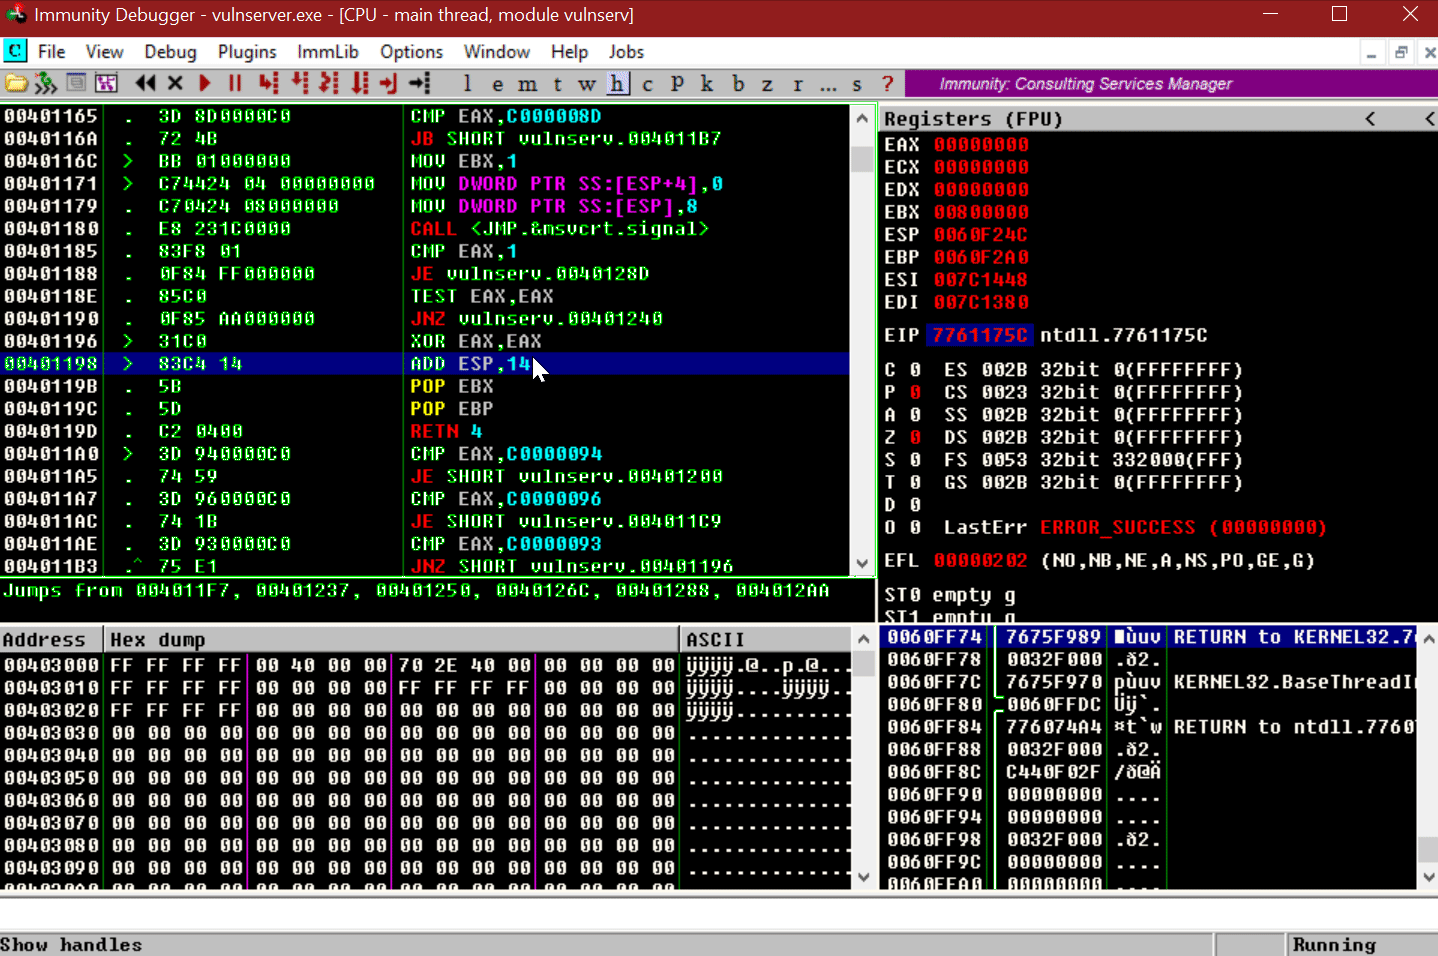 Immunity Debugger - vulnserver.exe - [CPU - main thread, module vulnserv]
C File View Debug Plugins ImmLib Options Window Help Jobs
l e m t w h c P k b z r ... s ? Immunity: Consulting Services Manager
00401165 . 3D 8D0000C0 CMP EAX,C000008D
0040116A . 72 4B JB SHORT vulnserv.004011B7
0040116C > BB 01000000 MOV EBX,1
00401171 > C74424 04 00000000 MOV DWORD PTR SS:[ESP+4],0
00401179 . C70424 08000000 MOV DWORD PTR SS:[ESP],8
00401180 . E8 231C0000 CALL <JMP.&msvcrt.signal>
00401185 . 83F8 01 CMP EAX,1
00401188 . 0F84 FF000000 JE vulnserv.0040128D
0040118E . 85C0 TEST EAX,EAX
00401190 . 0F85 AA000000 JNZ vulnserv.00401240
00401196 > 31C0 XOR EAX,EAX
00401198 > 83C4 14 ADD ESP,14
0040119B . 5B POP EBX
0040119C . 5D POP EBP
0040119D . C2 0400 RETN 4
004011A0 > 3D 940000C0 CMP EAX,C0000094
004011A5 . 74 59 JE SHORT vulnserv.00401200
004011A7 . 3D 960000C0 CMP EAX,C0000096
004011AC . 74 1B JE SHORT vulnserv.004011C9
004011AE . 3D 930000C0 CMP EAX,C0000093
004011B3 .^ 75 E1 JNZ SHORT vulnserv.00401196
Jumps from 004011F7, 00401237, 00401250, 0040126C, 00401288, 004012AA
Registers (FPU) < <
EAX 00000000
ECX 00000000
EDX 00000000
EBX 00800000
ESP 0060F24C
EBP 0060F2A0
ESI 007C1448
EDI 007C1380
EIP 7761175C ntdll.7761175C
C 0 ES 002B 32bit 0(FFFFFFFF)
P 0 CS 0023 32bit 0(FFFFFFFF)
A 0 SS 002B 32bit 0(FFFFFFFF)
Z 0 DS 002B 32bit 0(FFFFFFFF)
S 0 FS 0053 32bit 332000(FFF)
T 0 GS 002B 32bit 0(FFFFFFFF)
D 0
O 0 LastErr ERROR_SUCCESS (00000000)
EFL 00000202 (NO,NB,NE,A,NS,PO,GE,G)
ST0 empty g
ST1 empty g
Address Hex dump ASCII
00403000 FF FF FF FF 00 40 00 00 70 2E 40 00 00 00 00 00 ÿÿÿÿ.@..p.@...
00403010 FF FF FF FF 00 00 00 00 FF FF FF FF 00 00 00 00 ÿÿÿÿ....ÿÿÿÿ..
00403020 FF FF FF FF 00 00 00 00 00 00 00 00 00 00 00 00 ÿÿÿÿ..........
00403030 00 00 00 00 00 00 00 00 00 00 00 00 00 00 00 00 ..............
00403040 00 00 00 00 00 00 00 00 00 00 00 00 00 00 00 00 ..............
00403050 00 00 00 00 00 00 00 00 00 00 00 00 00 00 00 00 ..............
00403060 00 00 00 00 00 00 00 00 00 00 00 00 00 00 00 00 ..............
00403070 00 00 00 00 00 00 00 00 00 00 00 00 00 00 00 00 ..............
00403080 00 00 00 00 00 00 00 00 00 00 00 00 00 00 00 00 ..............
00403090 00 00 00 00 00 00 00 00 00 00 00 00 00 00 00 00 ..............
0060FF74 7675F989 ùuv RETURN to KERNEL32.7
0060FF78 0032F000 .ð2.
0060FF7C 7675F970 pùuv KERNEL32.BaseThreadI
0060FF80 0060FFDC Üÿ`.
0060FF84 776074A4 ¤t`w RETURN to ntdll.7760
0060FF88 0032F000 .ð2.
0060FF8C C440F02F /ð@Ä
0060FF90 00000000 ....
0060FF94 00000000 ....
0060FF98 0032F000 .ð2.
0060FF9C 00000000 ....
0060FFA0 00000000 ....
Show handles
Running